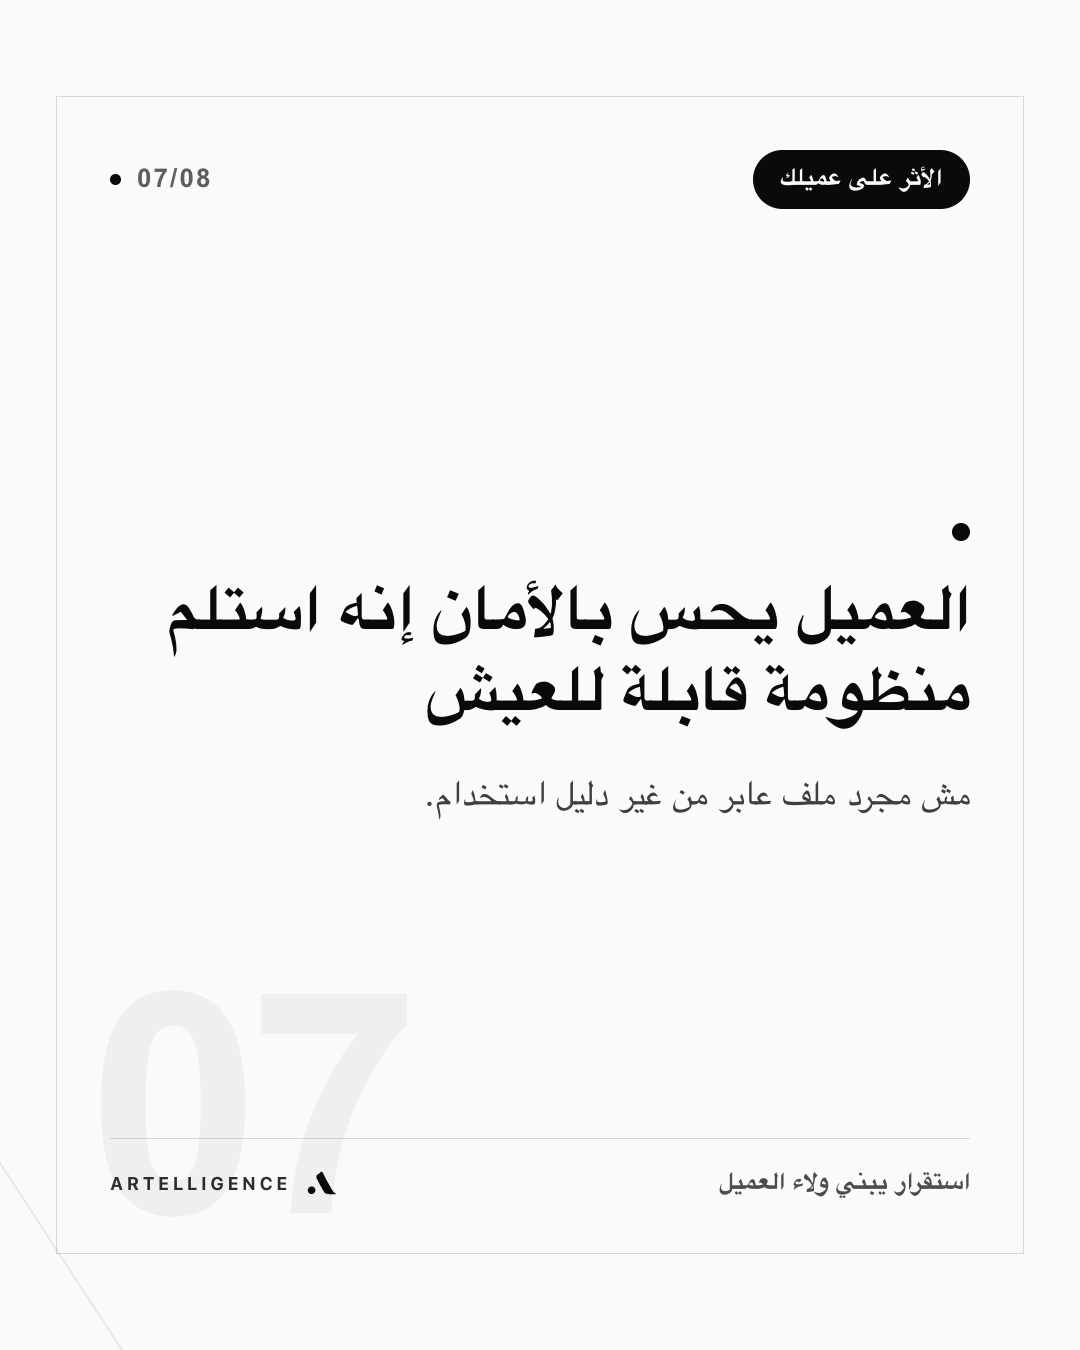 الأثر على عميلك
07/08
العميل يحس بالأمان إنه استلم
منظومة قابلة للعيش
مش مجرد ملف عابر من غير دليل استخدام.
07
استقرار يبني ولاء العميل
ARTELLIGENCE